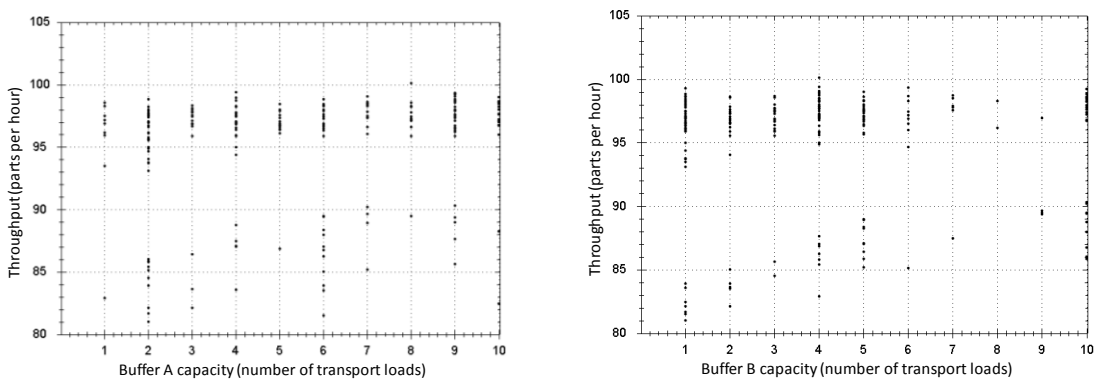 Throughput (parts per hour)
105
100
95
90
85
80
1 2 3 4 5 6 7 8 9 10
Buffer A capacity (number of transport loads)
Throughput (parts per hour)
105
100
95
90
85
80
1 2 3 4 5 6 7 8 9 10
Buffer B capacity (number of transport loads)